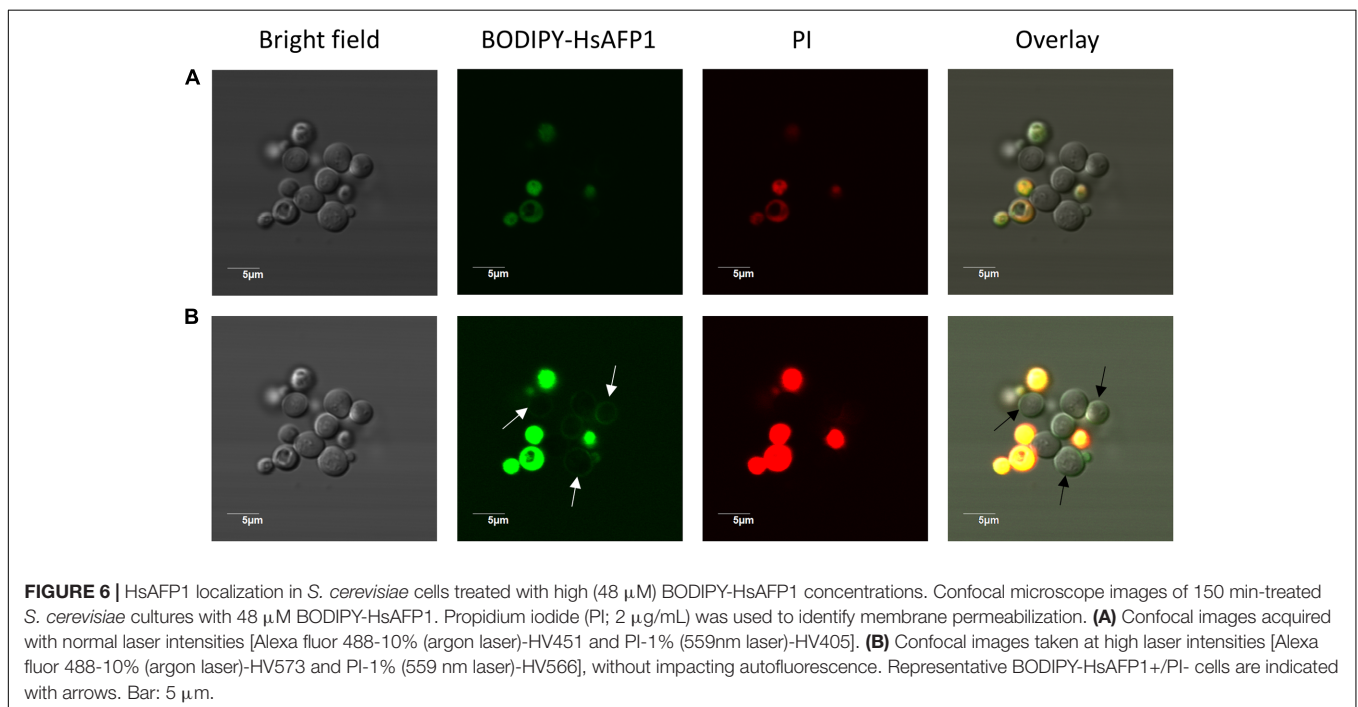 Bright field BODIPY-HsAFP1 PI Overlay
A
5µm 5µm 5µm 5µm
B
5µm 5µm 5µm 5µm
FIGURE 6 | HsAFP1 localization in S. cerevisiae cells treated with high (48 μM) BODIPY-HsAFP1 concentrations. Confocal microscope images of 150 min-treated
S. cerevisiae cultures with 48 μM BODIPY-HsAFP1. Propidium iodide (PI; 2 μg/mL) was used to identify membrane permeabilization. (A) Confocal images acquired
with normal laser intensities [Alexa fluor 488-10% (argon laser)-HV451 and PI-1% (559nm laser)-HV405]. (B) Confocal images taken at high laser intensities [Alexa
fluor 488-10% (argon laser)-HV573 and PI-1% (559 nm laser)-HV566], without impacting autofluorescence. Representative BODIPY-HsAFP1+/PI- cells are indicated
with arrows. Bar: 5 μm.